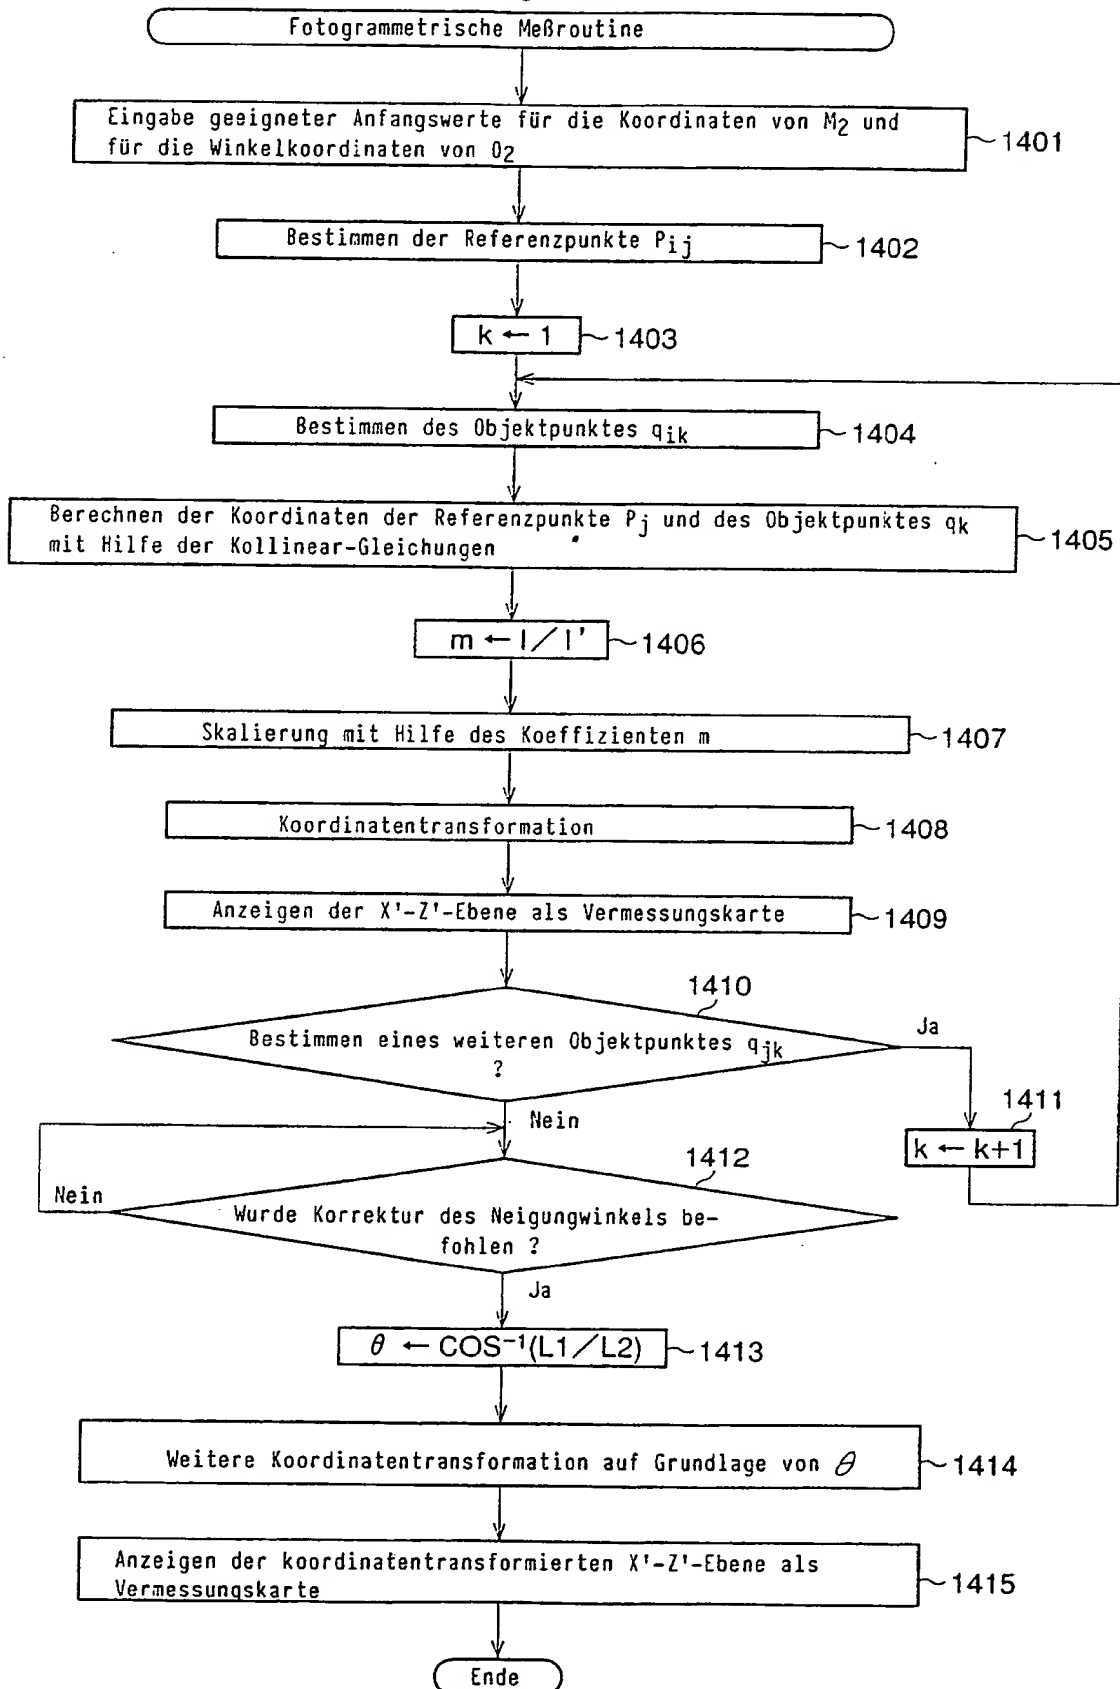 Fotogrammetrische Meßroutine
Eingabe geeigneter Anfangswerte für die Koordinaten von M2 und
für die Winkelkoordinaten von O2
1401
Bestimmen der Referenzpunkte Pij
1402
k ← 1
1403
Bestimmen des Objektpunktes qik
1404
Berechnen der Koordinaten der Referenzpunkte Pj und des Objektpunktes qk
mit Hilfe der Kollinear-Gleichungen
1405
m ← l/l'
1406
Skalierung mit Hilfe des Koeffizienten m
1407
Koordinatentransformation
1408
Anzeigen der X'-Z'-Ebene als Vermessungskarte
1409
1410
Bestimmen eines weiteren Objektpunktes qjk
?
Ja
1411
k ← k+1
Nein
1412
Nein
Wurde Korrektur des Neigungwinkels be-
fohlen ?
Ja
θ ← COS⁻¹(L1/L2)
1413
Weitere Koordinatentransformation auf Grundlage von θ
1414
Anzeigen der koordinatentransformierten X'-Z'-Ebene als
Vermessungskarte
1415
Ende